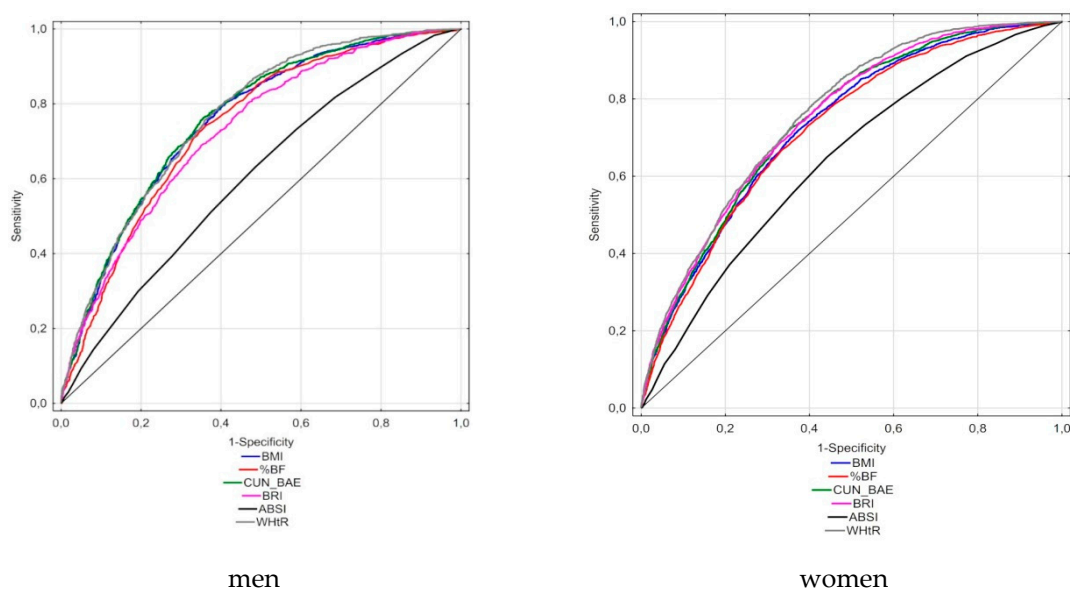 1,0
0,8
0,6
0,4
0,2
0,0
Sensitivity
0,0 0,2 0,4 0,6 0,8 1,0
1-Specificity
BMI
%BF
CUN_BAE
BRI
ABSI
WHtR
men
1,0
0,8
0,6
0,4
0,2
0,0
Sensitivity
0,0 0,2 0,4 0,6 0,8 1,0
1-Specificity
BMI
%BF
CUN_BAE
BRI
ABSI
WHtR
women